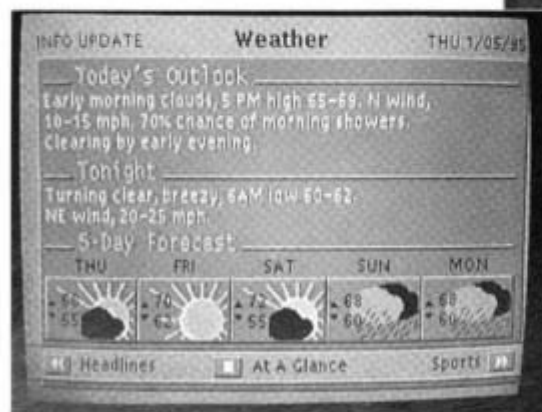 INFO UPDATE Weather THU 1/05/95
Today's Outlook
Early morning clouds, 5 PM high 65-69. N wind,
10-15 mph. 70% chance of morning showers.
Clearing by early evening.
Tonight
Turning clear, breezy, 6AM low 60-62.
NE wind, 20-25 mph.
5-Day Forecast
THU FRI SAT SUN MON
70 72 68 68
55 62 55 60 60
Headlines At A Glance Sports